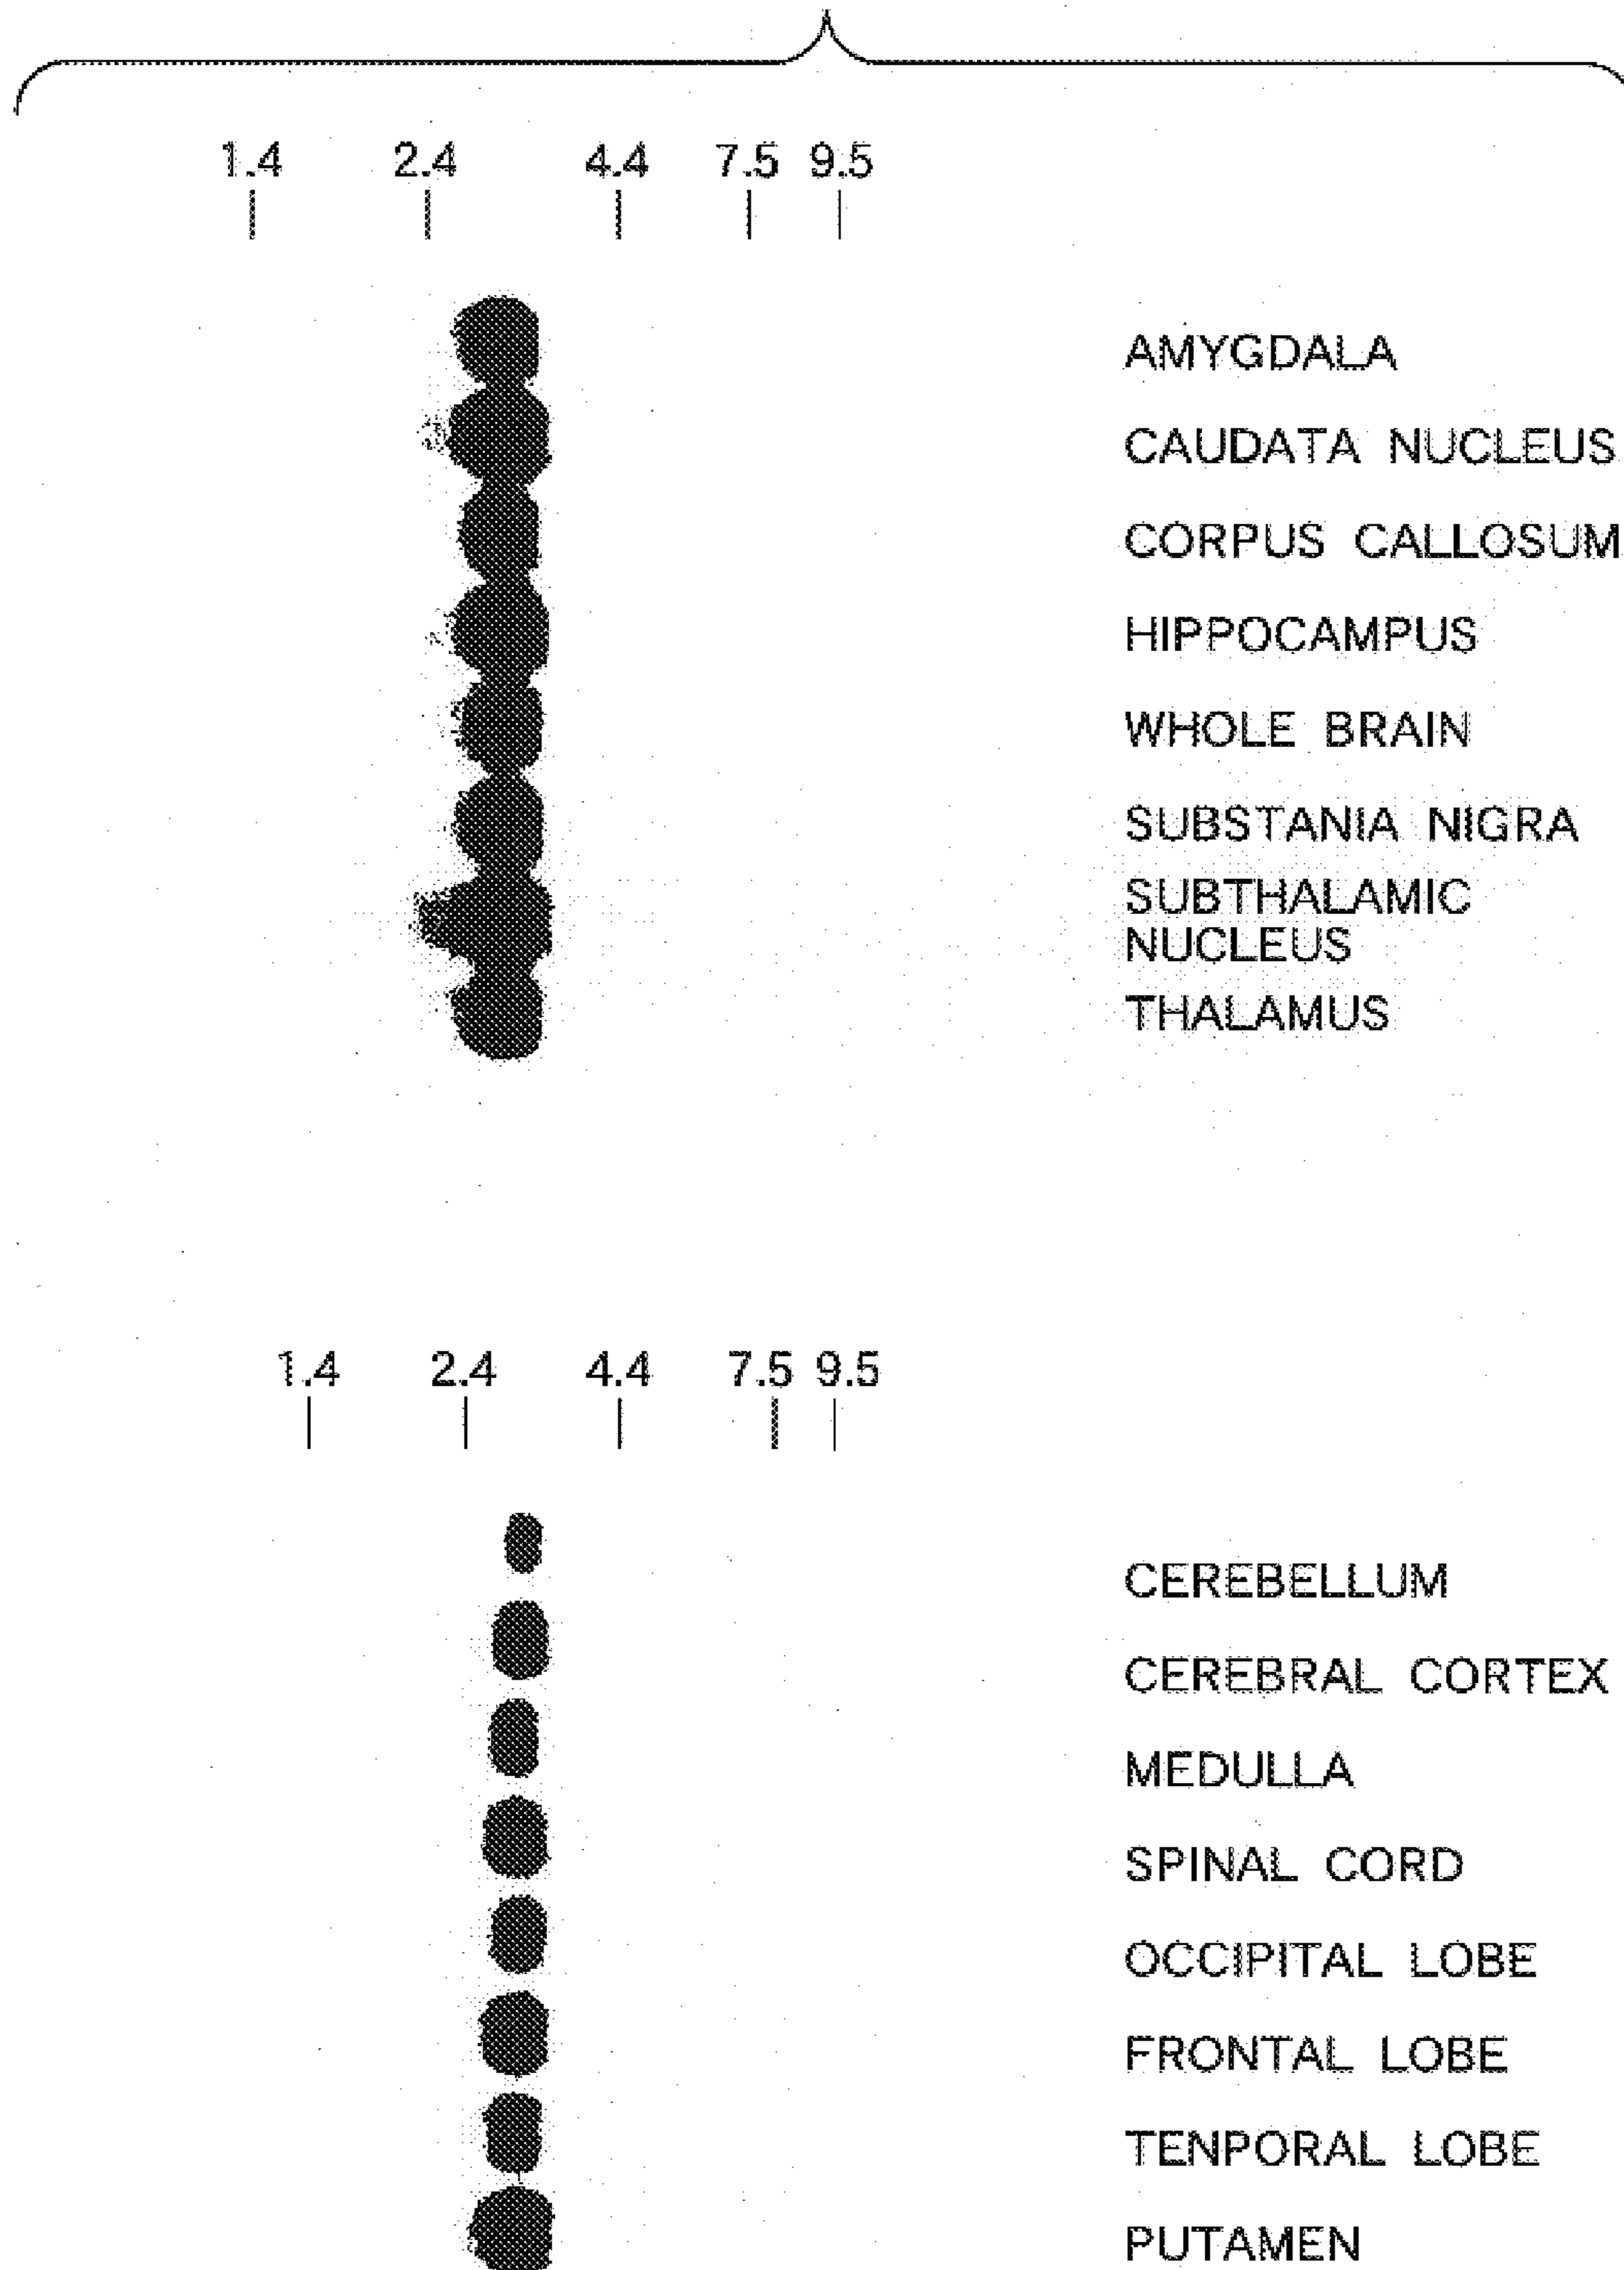 1.4 2.4 4.4 7.5 9.5
AMYGDALA
CAUDATA NUCLEUS
CORPUS CALLOSUM
HIPPOCAMPUS
WHOLE BRAIN
SUBSTANIA NIGRA
SUBTHALAMIC
NUCLEUS
THALAMUS
1.4 2.4 4.4 7.5 9.5
CEREBELLUM
CEREBRAL CORTEX
MEDULLA
SPINAL CORD
OCCIPITAL LOBE
FRONTAL LOBE
TENPORAL LOBE
PUTAMEN